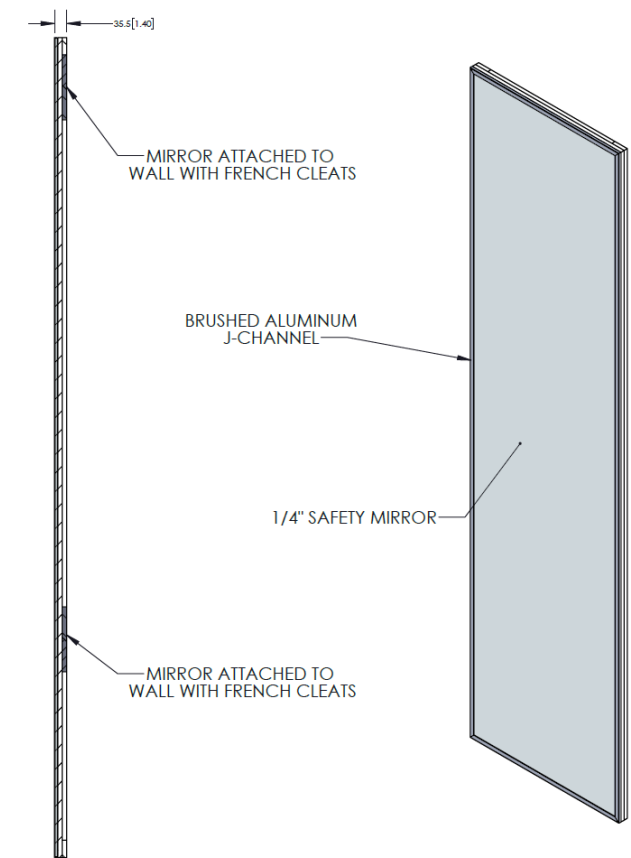 35.5[1.40]
MIRROR ATTACHED TO
WALL WITH FRENCH CLEATS
BRUSHED ALUMINUM
J-CHANNEL
1/4" SAFETY MIRROR
MIRROR ATTACHED TO
WALL WITH FRENCH CLEATS